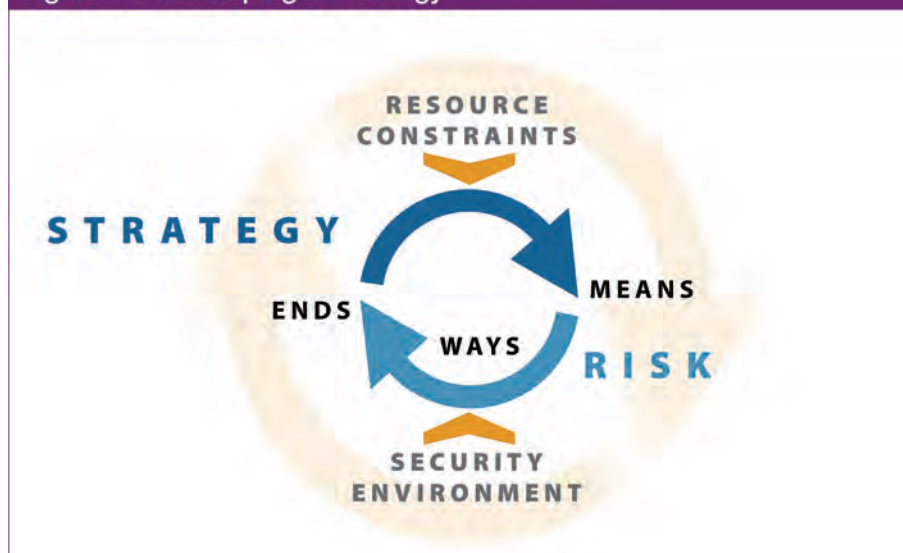 RESOURCE
CONSTRAINTS
STRATEGY
MEANS
ENDS
WAYS
RISK
SECURITY
ENVIRONMENT